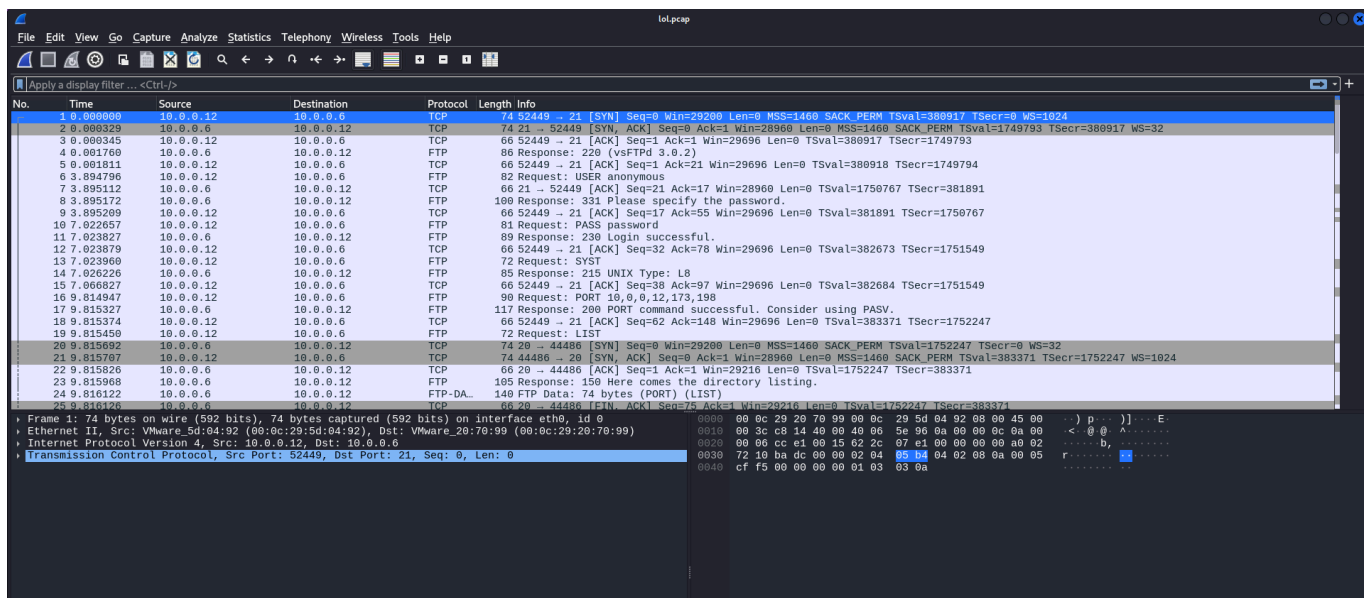 lol.pcap
File Edit View Go Capture Analyze Statistics Telephony Wireless Tools Help
Apply a display filter ... <Ctrl-/>
No. Time Source Destination Protocol Length Info
1 0.000000 10.0.0.12 10.0.0.6 TCP 74 52449 → 21 [SYN] Seq=0 Win=29200 Len=0 MSS=1460 SACK_PERM TSval=380917 TSecr=0 WS=1024
2 0.000329 10.0.0.6 10.0.0.12 TCP 74 21 → 52449 [SYN, ACK] Seq=0 Ack=1 Win=28960 Len=0 MSS=1460 SACK_PERM TSval=1749793 TSecr=380917 WS=32
3 0.000345 10.0.0.12 10.0.0.6 TCP 66 52449 → 21 [ACK] Seq=1 Ack=1 Win=29696 Len=0 TSval=380917 TSecr=1749793
4 0.001760 10.0.0.6 10.0.0.12 FTP 86 Response: 220 (vsFTPd 3.0.2)
5 0.001811 10.0.0.12 10.0.0.6 TCP 66 52449 → 21 [ACK] Seq=1 Ack=21 Win=29696 Len=0 TSval=380918 TSecr=1749794
6 3.894796 10.0.0.12 10.0.0.6 FTP 82 Request: USER anonymous
7 3.895112 10.0.0.6 10.0.0.12 TCP 66 21 → 52449 [ACK] Seq=21 Ack=17 Win=28960 Len=0 TSval=1750767 TSecr=381891
8 3.895172 10.0.0.6 10.0.0.12 FTP 100 Response: 331 Please specify the password.
9 3.895209 10.0.0.12 10.0.0.6 TCP 66 52449 → 21 [ACK] Seq=17 Ack=55 Win=29696 Len=0 TSval=381891 TSecr=1750767
10 7.022657 10.0.0.12 10.0.0.6 FTP 81 Request: PASS password
11 7.023827 10.0.0.6 10.0.0.12 FTP 89 Response: 230 Login successful.
12 7.023879 10.0.0.12 10.0.0.6 TCP 66 52449 → 21 [ACK] Seq=32 Ack=78 Win=29696 Len=0 TSval=382673 TSecr=1751549
13 7.023960 10.0.0.12 10.0.0.6 FTP 72 Request: SYST
14 7.026226 10.0.0.6 10.0.0.12 FTP 85 Response: 215 UNIX Type: L8
15 7.066827 10.0.0.12 10.0.0.6 TCP 66 52449 → 21 [ACK] Seq=38 Ack=97 Win=29696 Len=0 TSval=382684 TSecr=1751549
16 9.814947 10.0.0.12 10.0.0.6 FTP 90 Request: PORT 10,0,0,12,173,198
17 9.815327 10.0.0.6 10.0.0.12 FTP 117 Response: 200 PORT command successful. Consider using PASV.
18 9.815374 10.0.0.12 10.0.0.6 TCP 66 52449 → 21 [ACK] Seq=62 Ack=148 Win=29696 Len=0 TSval=383371 TSecr=1752247
19 9.815450 10.0.0.12 10.0.0.6 FTP 72 Request: LIST
20 9.815692 10.0.0.6 10.0.0.12 TCP 74 20 → 44486 [SYN] Seq=0 Win=29200 Len=0 MSS=1460 SACK_PERM TSval=1752247 TSecr=0 WS=32
21 9.815707 10.0.0.12 10.0.0.6 TCP 74 44486 → 20 [SYN, ACK] Seq=0 Ack=1 Win=28960 Len=0 MSS=1460 SACK_PERM TSval=383371 TSecr=1752247 WS=1024
22 9.815826 10.0.0.6 10.0.0.12 TCP 66 20 → 44486 [ACK] Seq=1 Ack=1 Win=29216 Len=0 TSval=1752247 TSecr=383371
23 9.815968 10.0.0.6 10.0.0.12 FTP 105 Response: 150 Here comes the directory listing.
24 9.816122 10.0.0.6 10.0.0.12 FTP-DA... 140 FTP Data: 74 bytes (PORT) (LIST)
25 9.816126 10.0.0.6 10.0.0.12 TCP 66 20 → 44486 [FIN, ACK] Seq=75 Ack=1 Win=29216 Len=0 TSval=1752247 TSecr=383371
Frame 1: 74 bytes on wire (592 bits), 74 bytes captured (592 bits) on interface eth0, id 0
Ethernet II, Src: VMware_5d:04:92 (00:0c:29:5d:04:92), Dst: VMware_20:70:99 (00:0c:29:20:70:99)
Internet Protocol Version 4, Src: 10.0.0.12, Dst: 10.0.0.6
Transmission Control Protocol, Src Port: 52449, Dst Port: 21, Seq: 0, Len: 0
0000 00 0c 29 20 70 99 00 0c 29 5d 04 92 08 00 45 00 ··) p··· )]····E·
0010 00 3c c8 14 40 00 40 06 5e 96 0a 00 00 0c 0a 00 ·<··@·@· ^·······
0020 00 06 cc e1 00 15 62 2c 07 e1 00 00 00 00 a0 02 ······b, ········
0030 72 10 ba dc 00 00 02 04 05 b4 04 02 08 0a 00 05 r······· ········
0040 cf f5 00 00 00 00 01 03 03 0a ········ ··